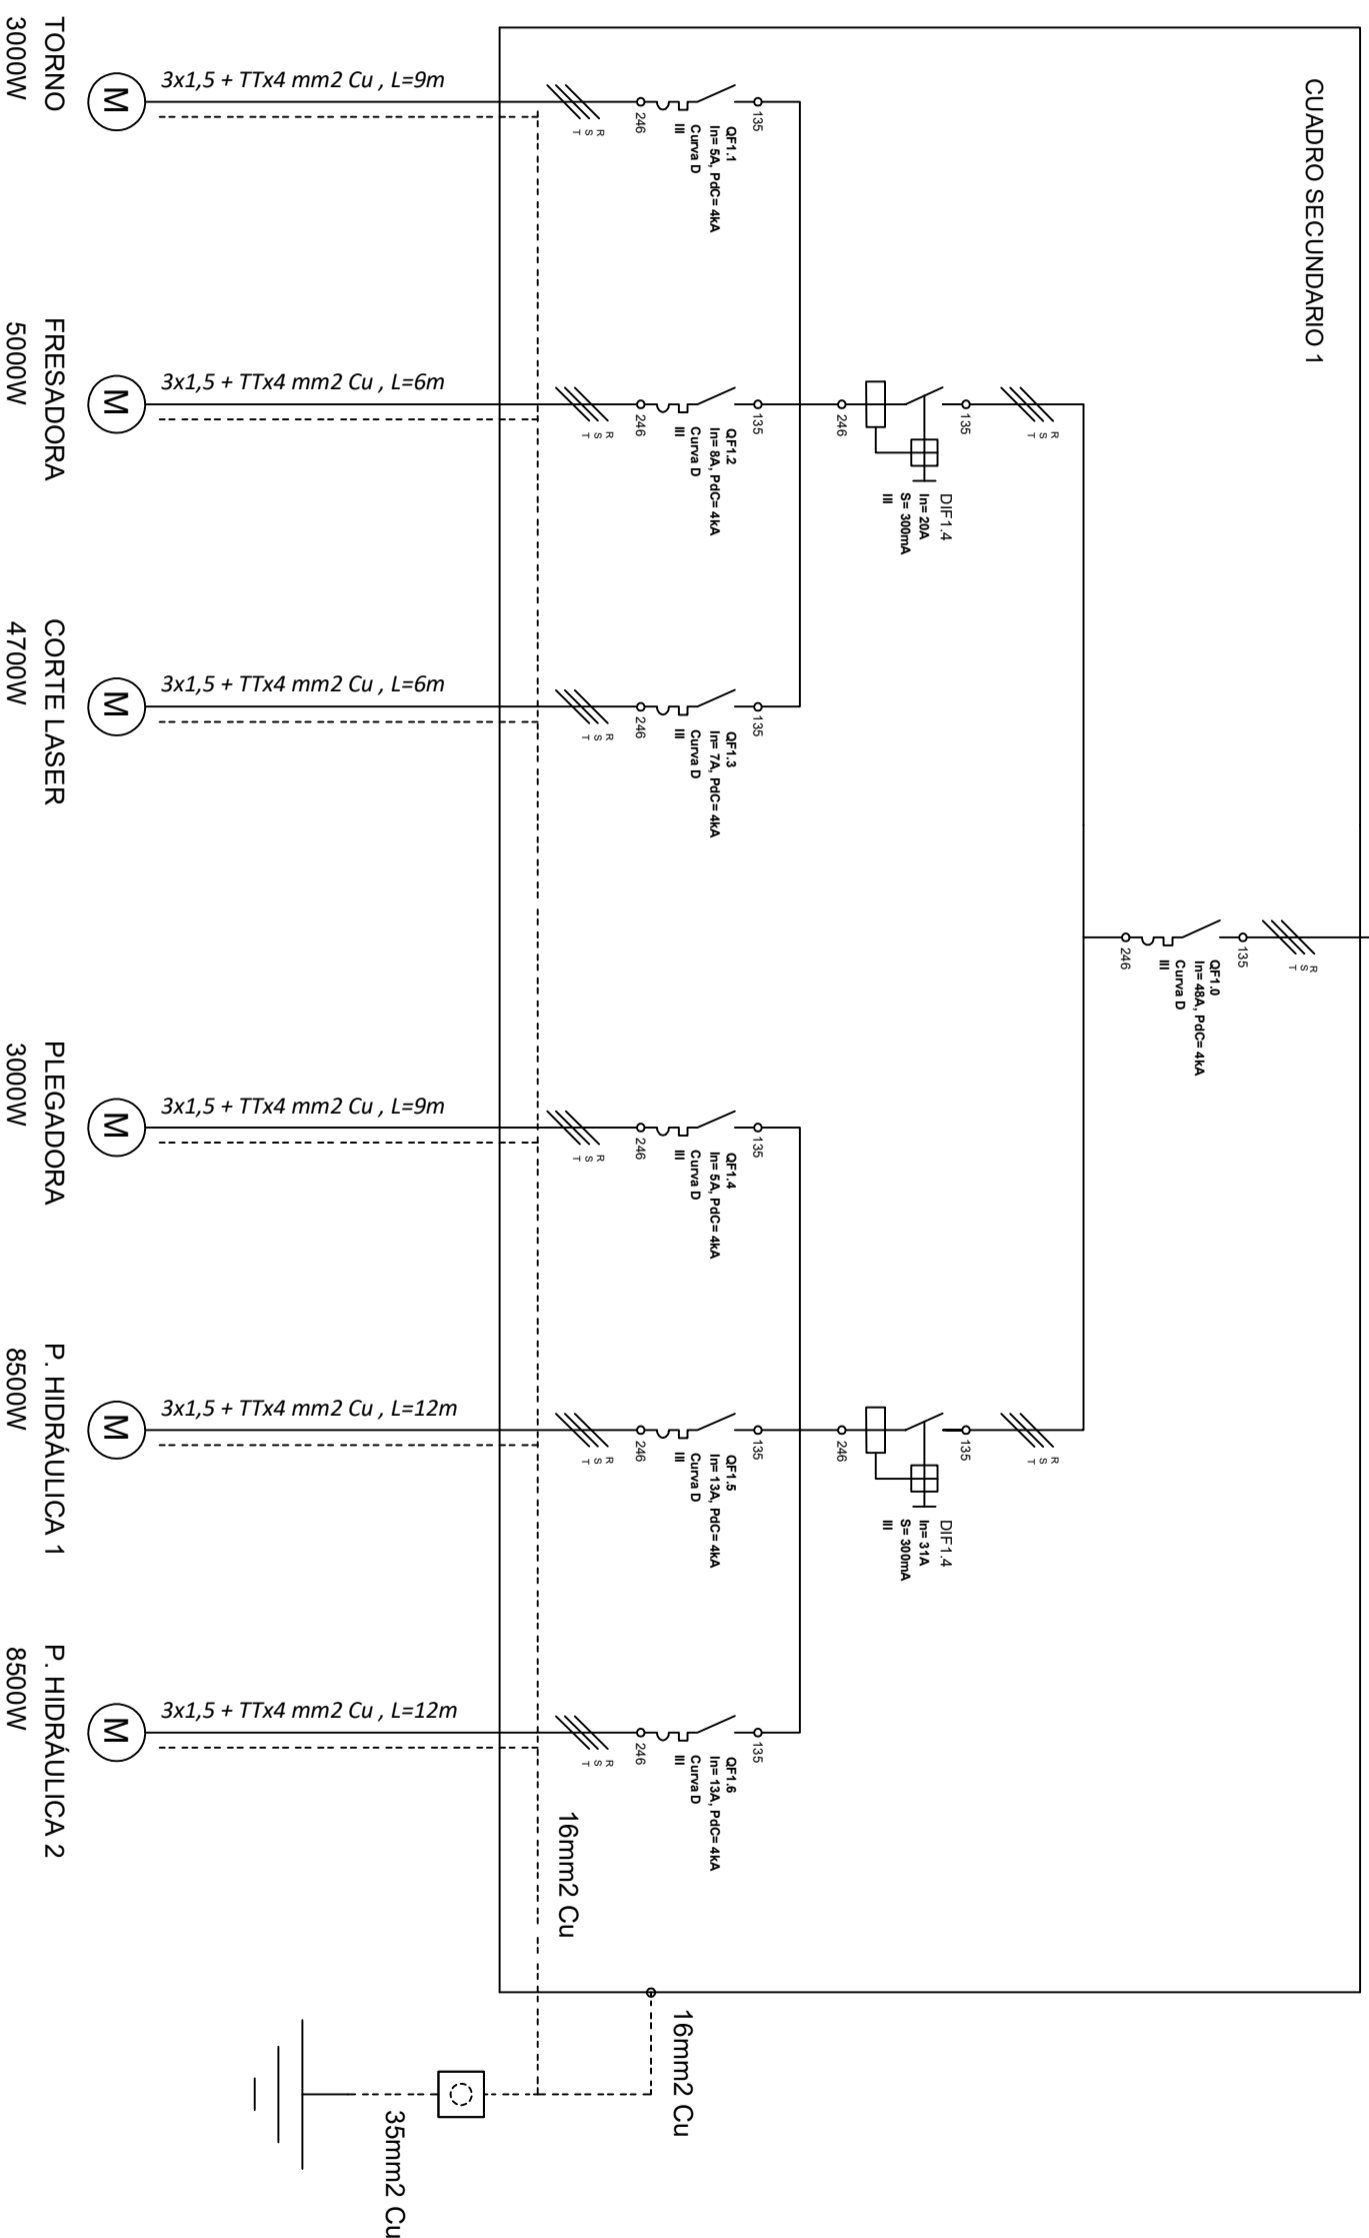 CUADRO SECUNDARIO 1
R
S
T
135
246
QF1.0
In= 48A, PdC= 4kA
Curva D
III
R
S
T
135
246
DIF1.4
In= 20A
S= 300mA
III
R
S
T
135
246
DIF1.4
In= 31A
S= 300mA
III
135
246
QF1.1
In= 5A, PdC= 4kA
Curva D
III
R
S
T
135
246
QF1.2
In= 8A, PdC= 4kA
Curva D
III
R
S
T
135
246
QF1.3
In= 7A, PdC= 4kA
Curva D
III
R
S
T
135
246
QF1.4
In= 5A, PdC= 4kA
Curva D
III
R
S
T
135
246
QF1.5
In= 13A, PdC= 4kA
Curva D
III
R
S
T
135
246
QF1.6
In= 13A, PdC= 4kA
Curva D
III
R
S
T
16mm2 Cu
16mm2 Cu
35mm2 Cu
3x1,5 + TTx4 mm2 Cu , L=9m
3x1,5 + TTx4 mm2 Cu , L=6m
3x1,5 + TTx4 mm2 Cu , L=6m
3x1,5 + TTx4 mm2 Cu , L=9m
3x1,5 + TTx4 mm2 Cu , L=12m
3x1,5 + TTx4 mm2 Cu , L=12m
M
M
M
M
M
M
TORNO
3000W
FRESADORA
5000W
CORTE LASER
4700W
PLEGADORA
3000W
P. HIDRÁULICA 1
8500W
P. HIDRÁULICA 2
8500W